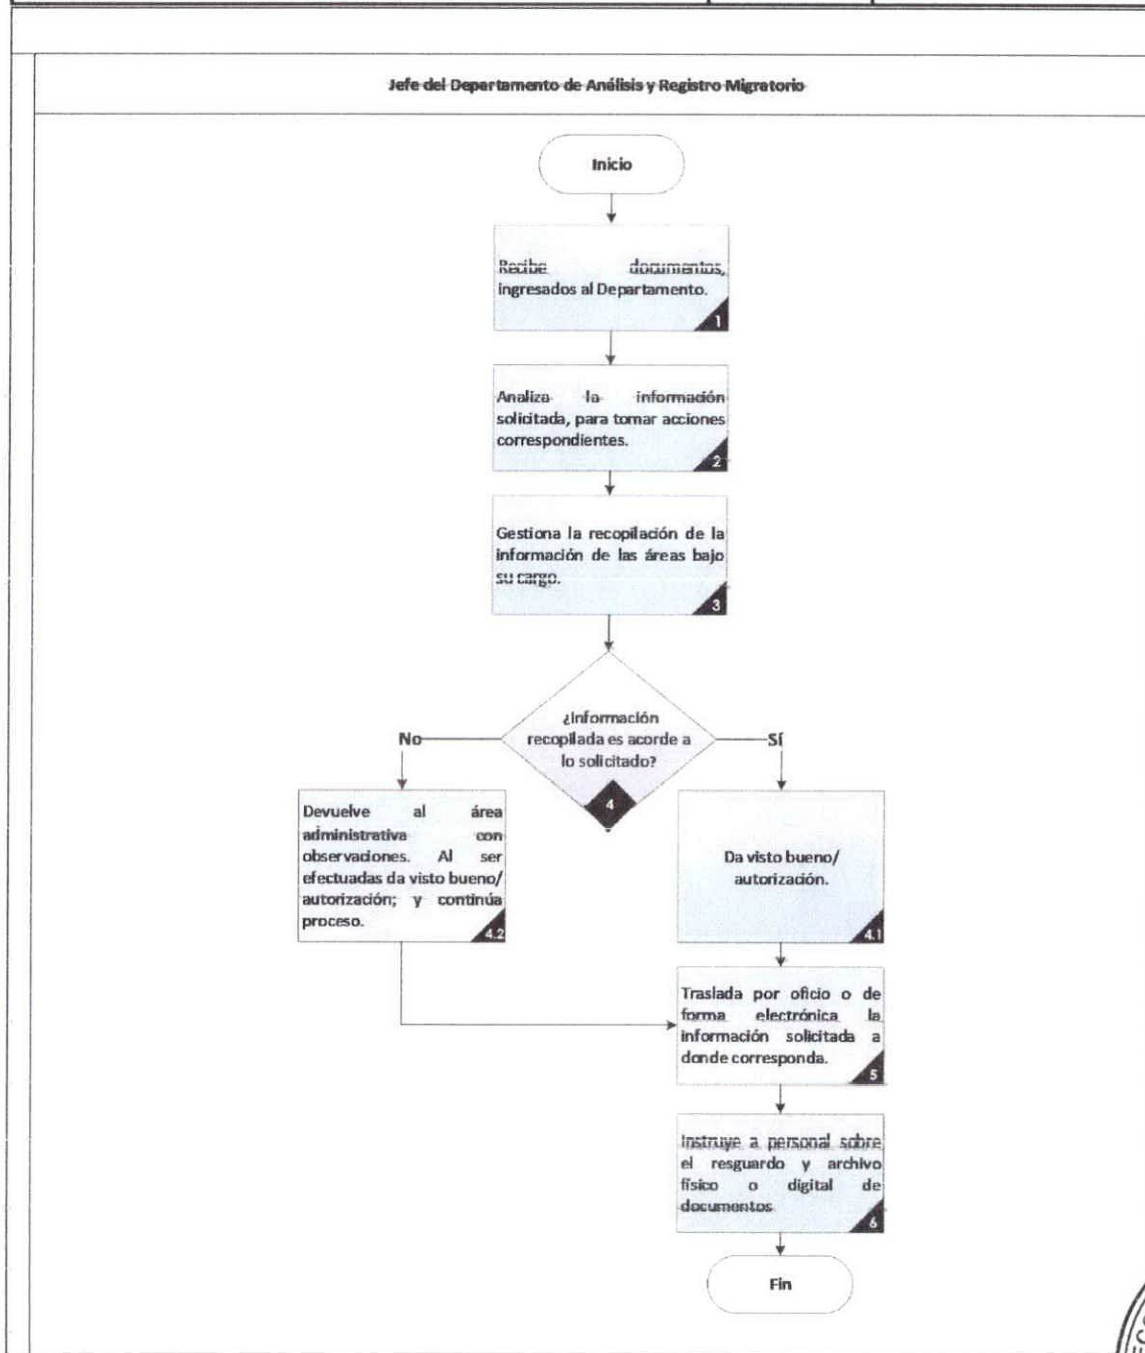 Jefe del Departamento de Análisis y Registro Migratorio
Inicio
Recibe documentos,
ingresados al Departamento.
1
Analiza la información
solicitada, para tomar acciones
correspondientes.
2
Gestiona la recopilación de la
información de las áreas bajo
su cargo.
3
¿Información
recopilada es acorde a
lo solicitado?
4
No
Sí
Devuelve al área
administrativa con
observaciones. Al ser
efectuadas da visto bueno/
autorización; y continúa
proceso.
4.2
Da visto bueno/
autorización.
4.1
Traslada por oficio o de
forma electrónica la
información solicitada a
donde corresponda.
5
Instruye a personal sobre
el resguardo y archivo
físico o digital de
documentos
6
Fin